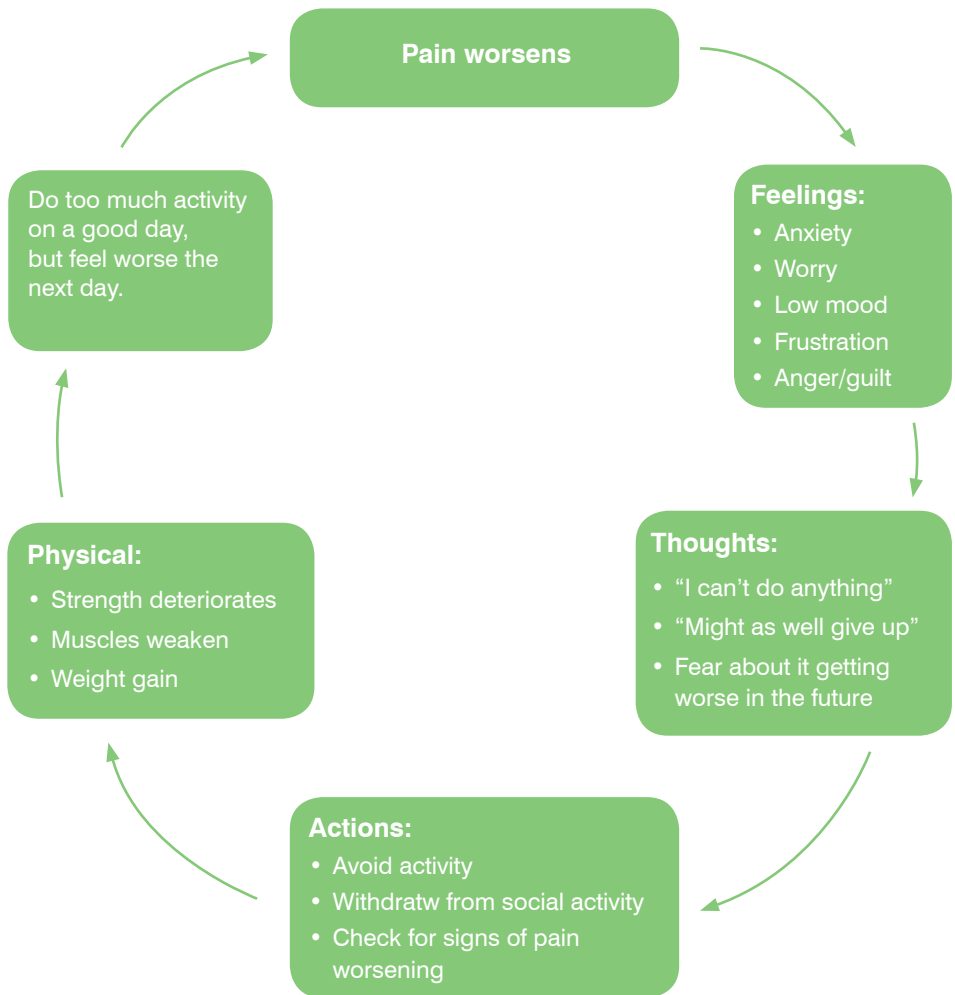 Pain worsens
Do too much activity
on a good day,
but feel worse the
next day.
Feelings:
• Anxiety
• Worry
• Low mood
• Frustration
• Anger/guilt
Physical:
• Strength deteriorates
• Muscles weaken
• Weight gain
Thoughts:
• “I can’t do anything”
• “Might as well give up”
• Fear about it getting
worse in the future
Actions:
• Avoid activity
• Withdratw from social activity
• Check for signs of pain
worsening